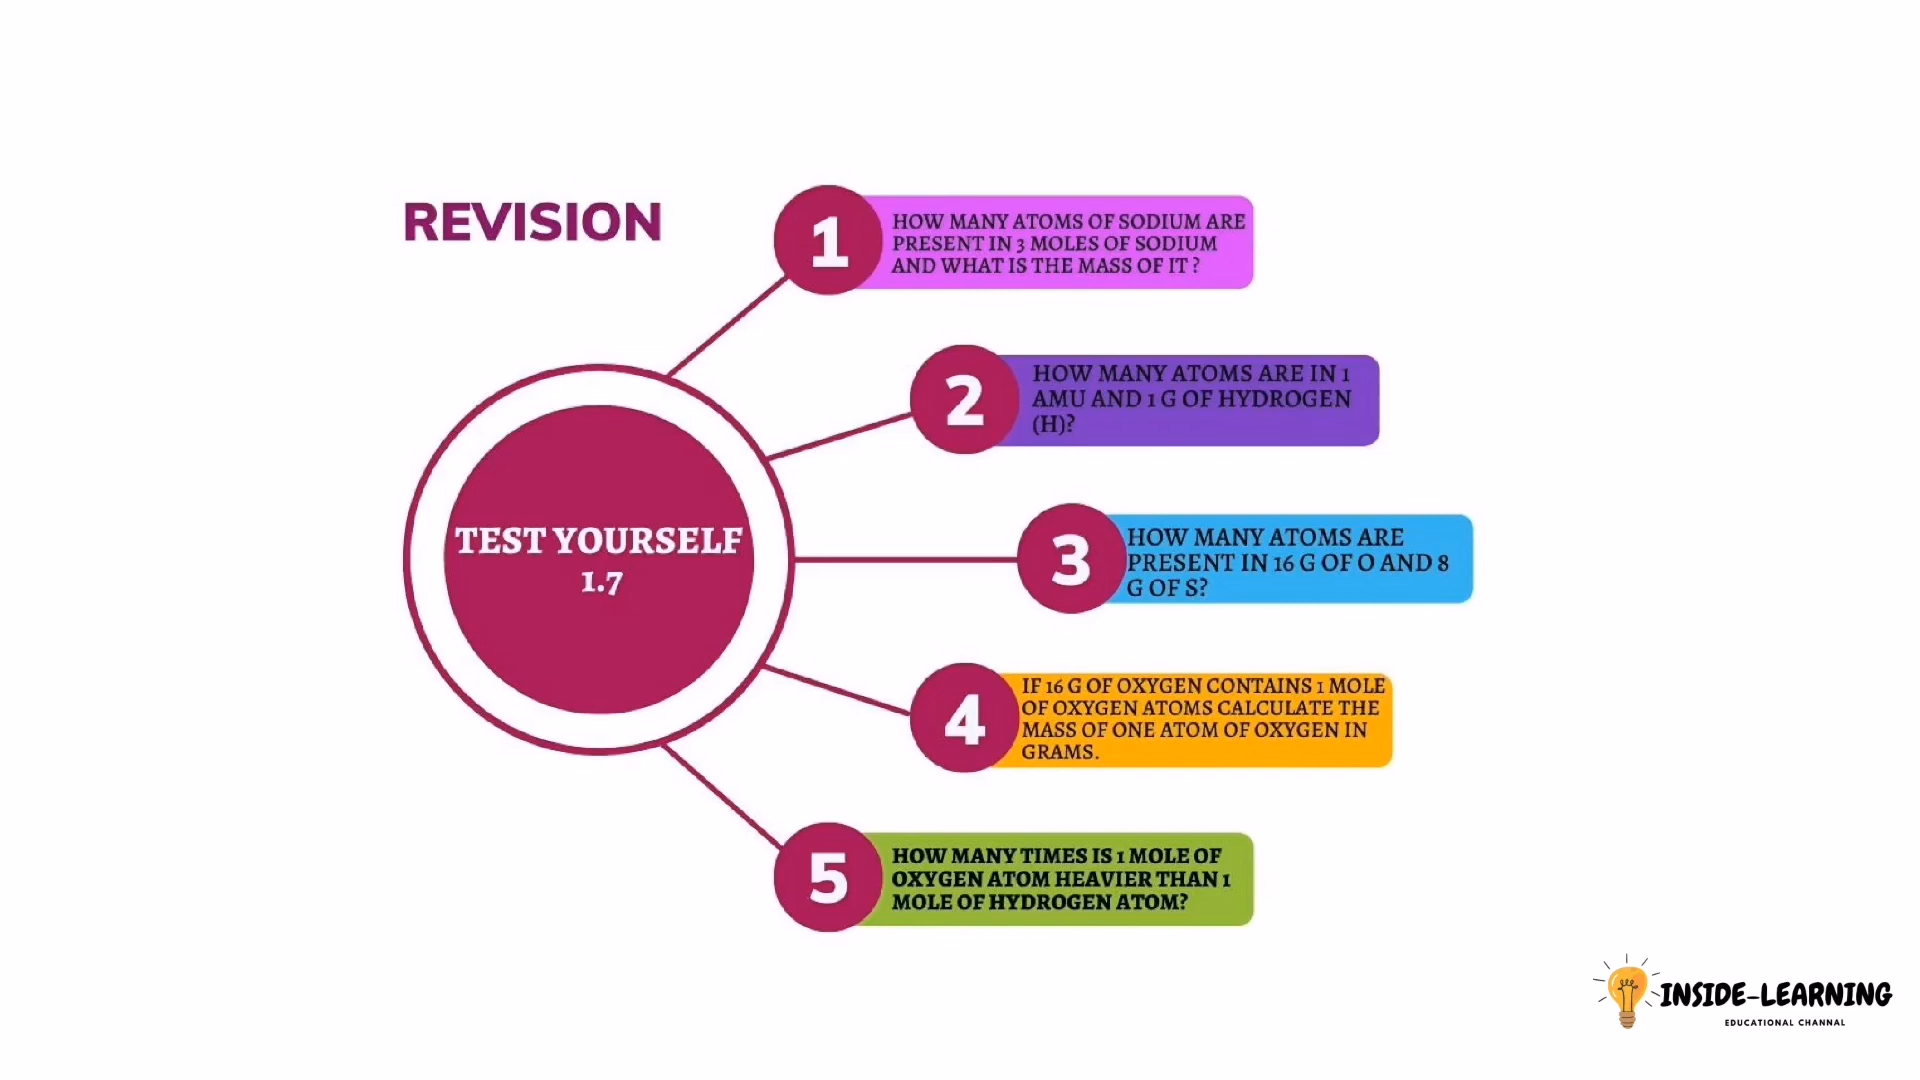 REVISION
1
HOW MANY ATOMS OF SODIUM ARE
PRESENT IN 3 MOLES OF SODIUM
AND WHAT IS THE MASS OF IT ?
2
HOW MANY ATOMS ARE IN 1
AMU AND 1 G OF HYDROGEN
(H)?
TEST YOURSELF
1.7
3
HOW MANY ATOMS ARE
PRESENT IN 16 G OF O AND 8
G OF S?
4
IF 16 G OF OXYGEN CONTAINS 1 MOLE
OF OXYGEN ATOMS CALCULATE THE
MASS OF ONE ATOM OF OXYGEN IN
GRAMS.
5
HOW MANY TIMES IS 1 MOLE OF
OXYGEN ATOM HEAVIER THAN 1
MOLE OF HYDROGEN ATOM?
INSIDE-LEARNING
EDUCATIONAL CHANNAL